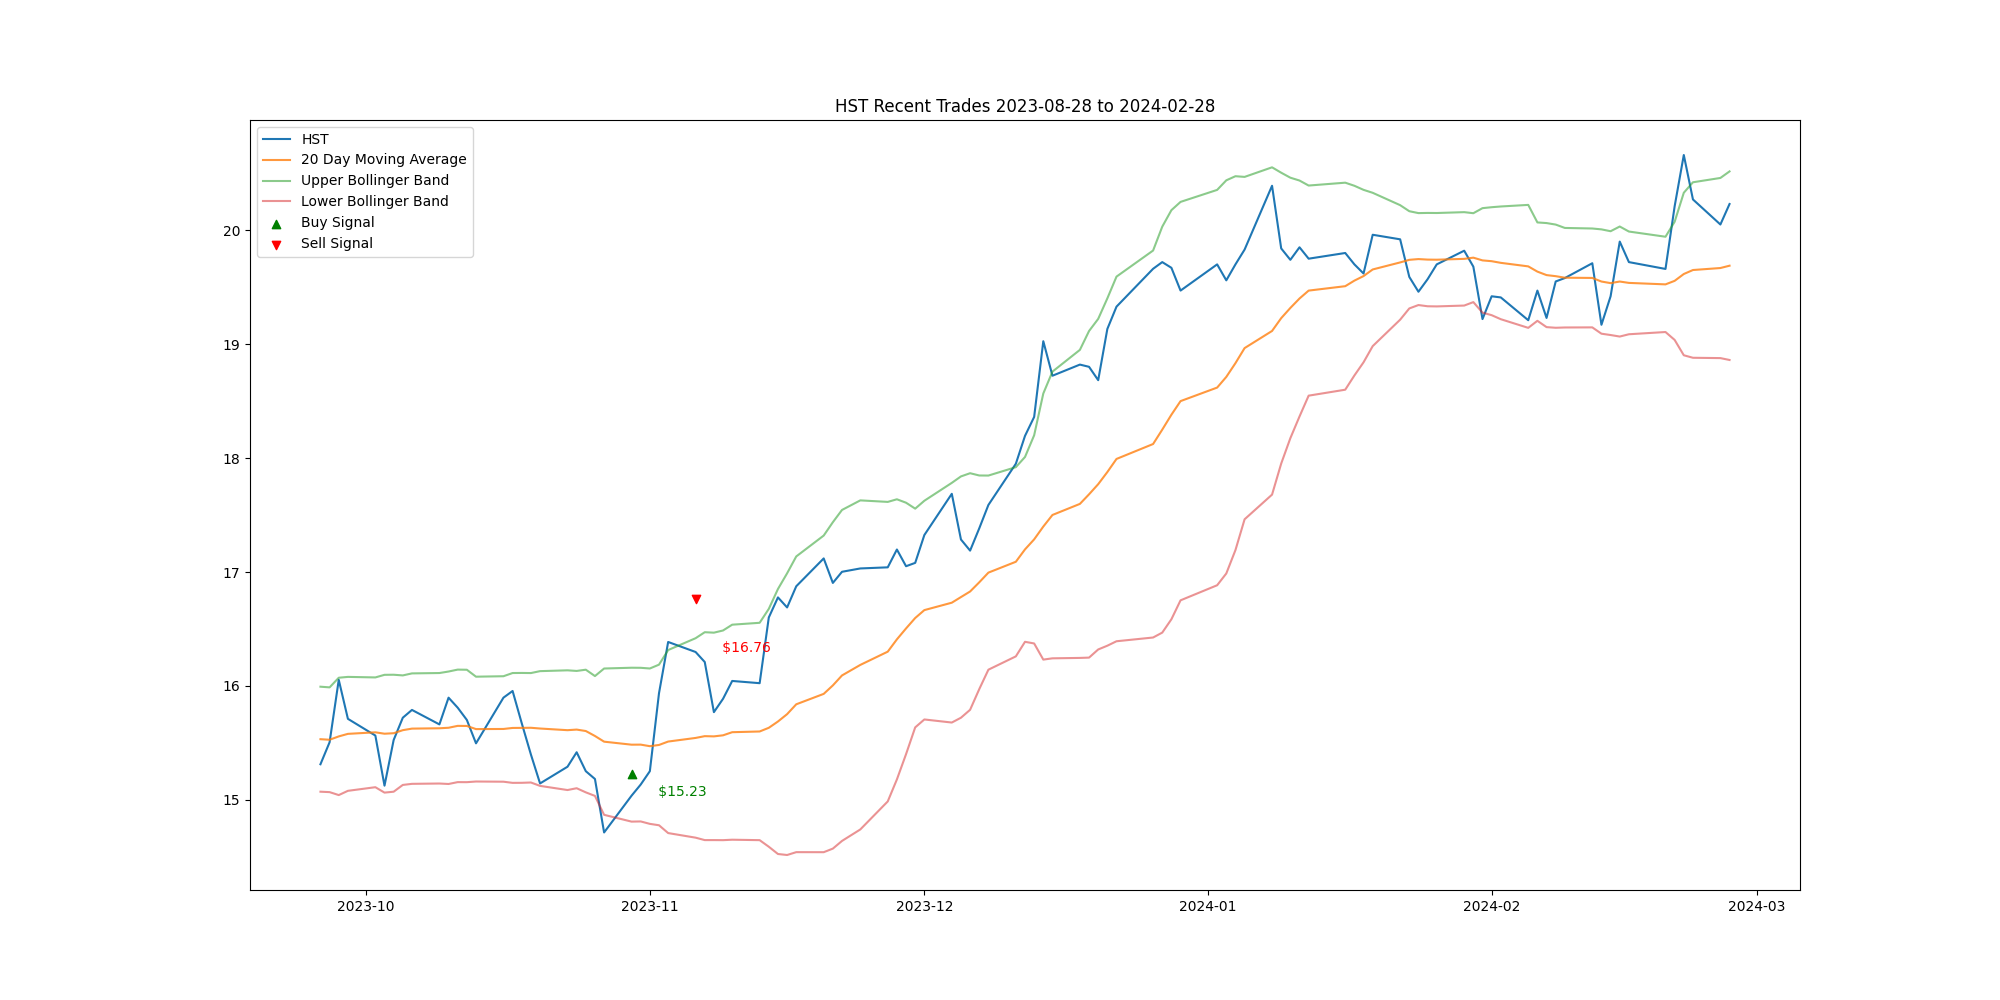 HST Recent Trades 2023-08-28 to 2024-02-28
HST
20 Day Moving Average
Upper Bollinger Band
Lower Bollinger Band
Buy Signal
Sell Signal
20
19
18
17
16
15
$16.76
$15.23
2023-10
2023-11
2023-12
2024-01
2024-02
2024-03